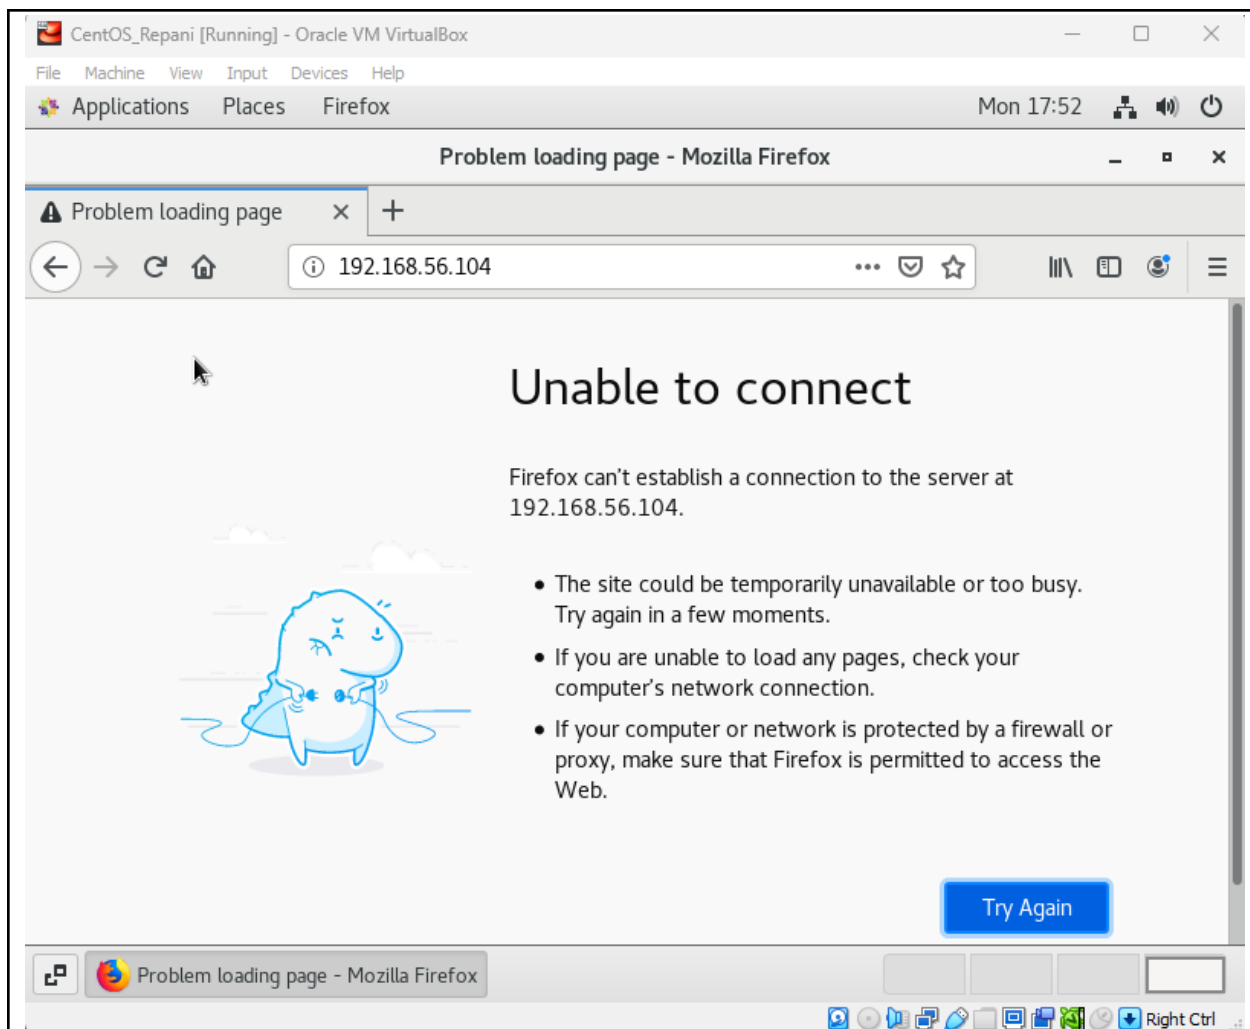 CentOS_Repani [Running] - Oracle VM VirtualBox
File Machine View Input Devices Help
Applications Places Firefox Mon 17:52
Problem loading page - Mozilla Firefox
Problem loading page
192.168.56.104
Unable to connect
Firefox can't establish a connection to the server at
192.168.56.104.
• The site could be temporarily unavailable or too busy.
Try again in a few moments.
• If you are unable to load any pages, check your
computer's network connection.
• If your computer or network is protected by a firewall or
proxy, make sure that Firefox is permitted to access the
Web.
Try Again
Problem loading page - Mozilla Firefox
Right Ctrl